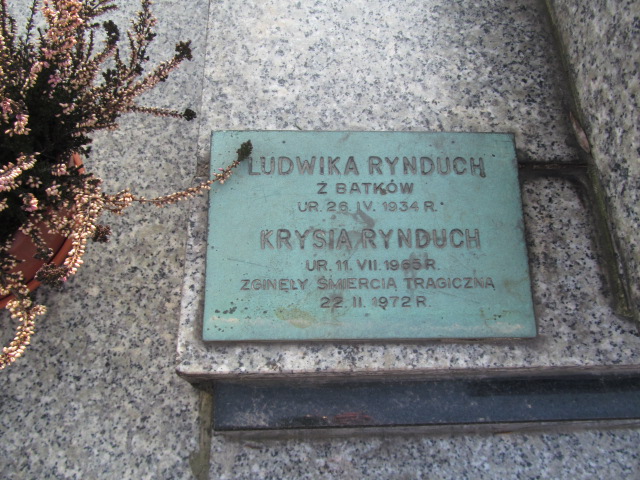 LUDWIKA RYNDUCH
Z BATKÓW
UR. 26. IV. 1934 R.
KRYSIA RYNDUCH
UR. 11. VII. 1965 R.
ZGINĘŁY ŚMIERCIĄ TRAGICZNĄ
22. II. 1972 R.